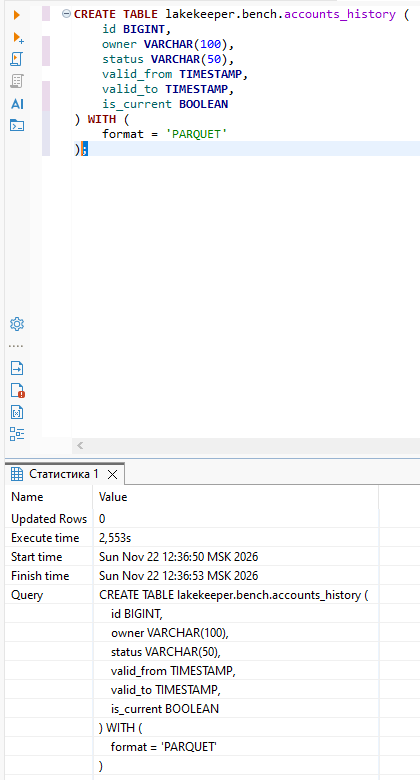 CREATE TABLE lakekeeper.bench.accounts_history (
id BIGINT,
owner VARCHAR(100),
status VARCHAR(50),
valid_from TIMESTAMP,
valid_to TIMESTAMP,
is_current BOOLEAN
) WITH (
format = 'PARQUET'
);
AI
Статистика 1
Name Value
Updated Rows 0
Execute time 2,553s
Start time Sun Nov 22 12:36:50 MSK 2026
Finish time Sun Nov 22 12:36:53 MSK 2026
Query CREATE TABLE lakekeeper.bench.accounts_history (
id BIGINT,
owner VARCHAR(100),
status VARCHAR(50),
valid_from TIMESTAMP,
valid_to TIMESTAMP,
is_current BOOLEAN
) WITH (
format = 'PARQUET'
)